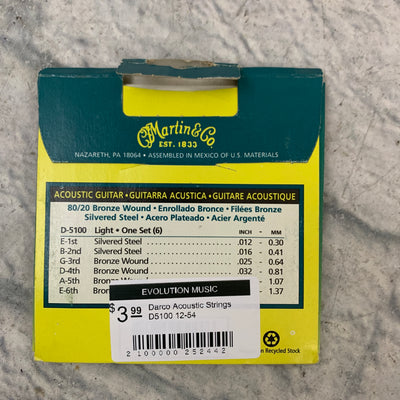 Martin & Co.
EST. 1833
NAZARETH, PA 18064 • ASSEMBLED IN MEXICO OF U.S. MATERIALS
ACOUSTIC GUITAR • GUITARRA ACUSTICA • GUITARE ACOUSTIQUE
80/20 Bronze Wound • Enrollado Bronce • Filées Bronze
Silvered Steel • Acero Plateado • Acier Argenté
D-5100 Light • One Set (6) INCH - MM
E-1st Silvered Steel .012 - 0.30
B-2nd Silvered Steel .016 - 0.41
G-3rd Bronze Wound .025 - 0.64
D-4th Bronze Wound .032 - 0.81
A-5th Bronze 1.07
E-6th Bronze 1.37
EVOLUTION MUSIC
$3.99
Darco Acoustic Strings
D5100 12-54
2 100000 252442
Recycled Stock